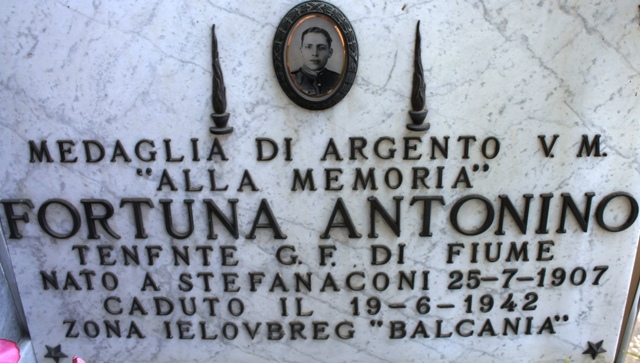 MEDAGLIA DI ARGENTO V. M.
"ALLA MEMORIA"
FORTUNA ANTONINO
TENFNTE G. F. DI FIUME
NATO A STEFANACONI 25-7-1907
CADUTO IL 19-6-1942
ZONA IELOVBREG "BALCANIA"